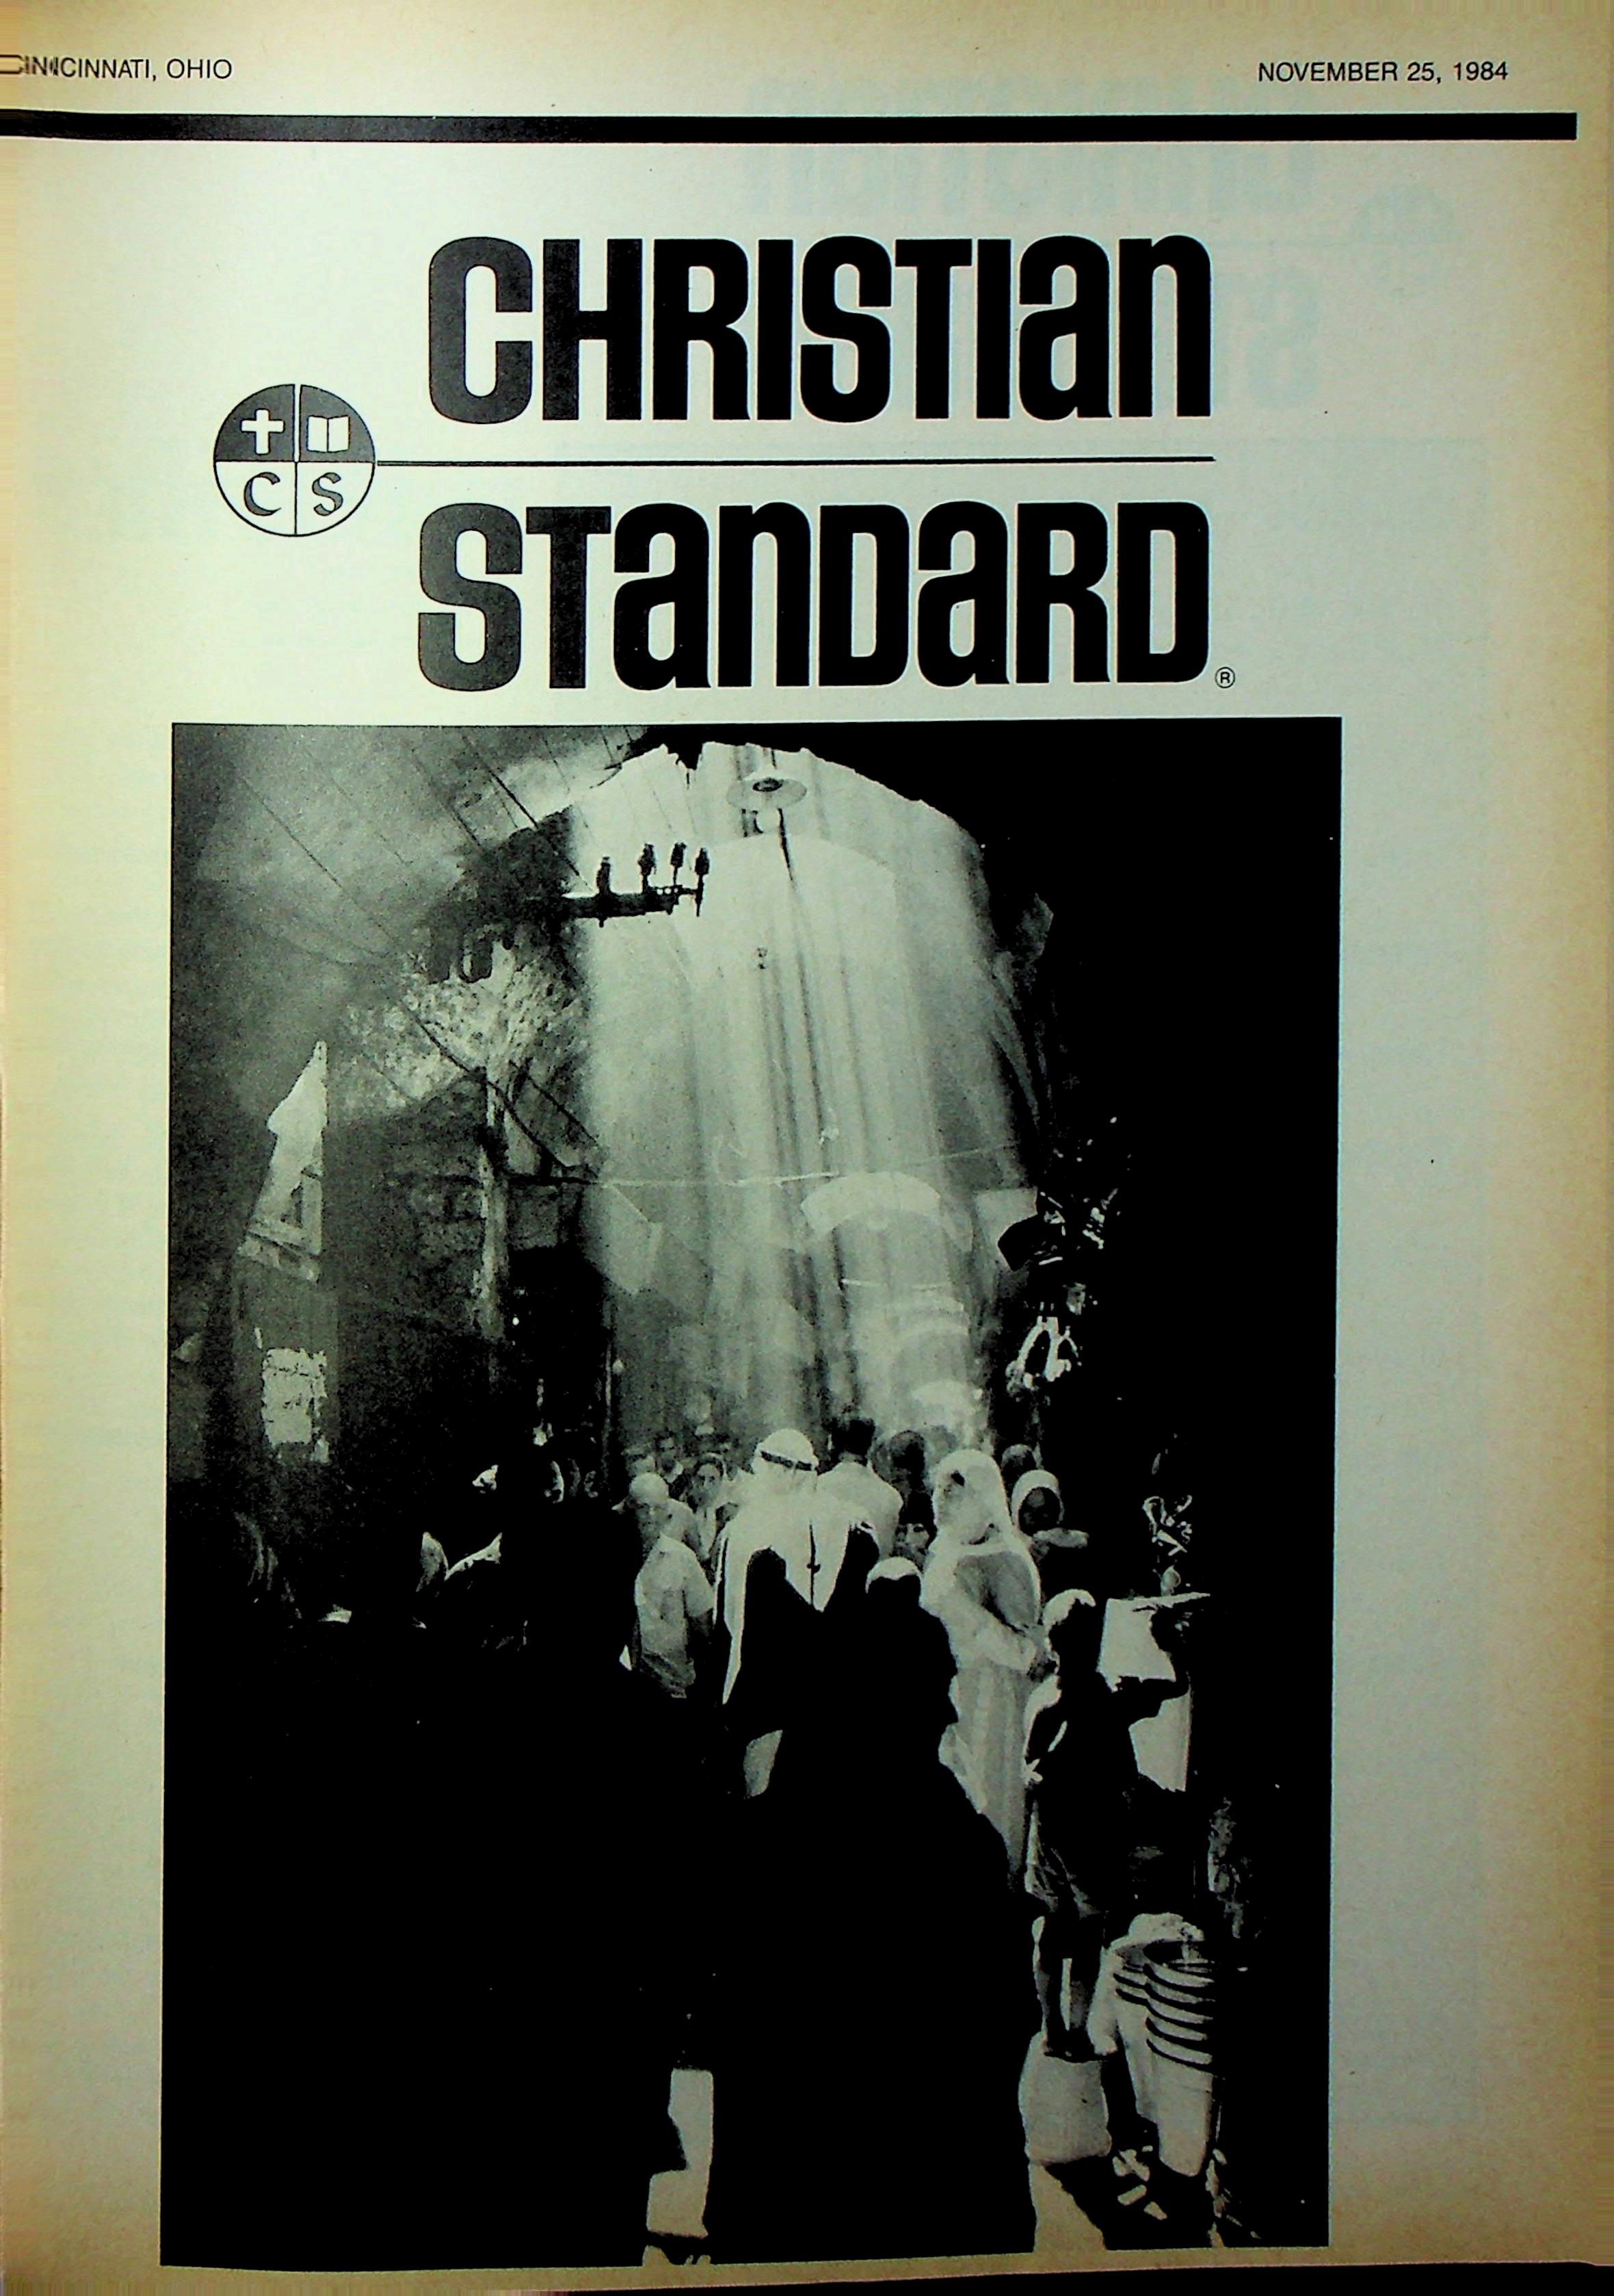 CINCINNATI, OHIO
NOVEMBER 25, 1984
CHRISTIAN
C S
STANDARD®